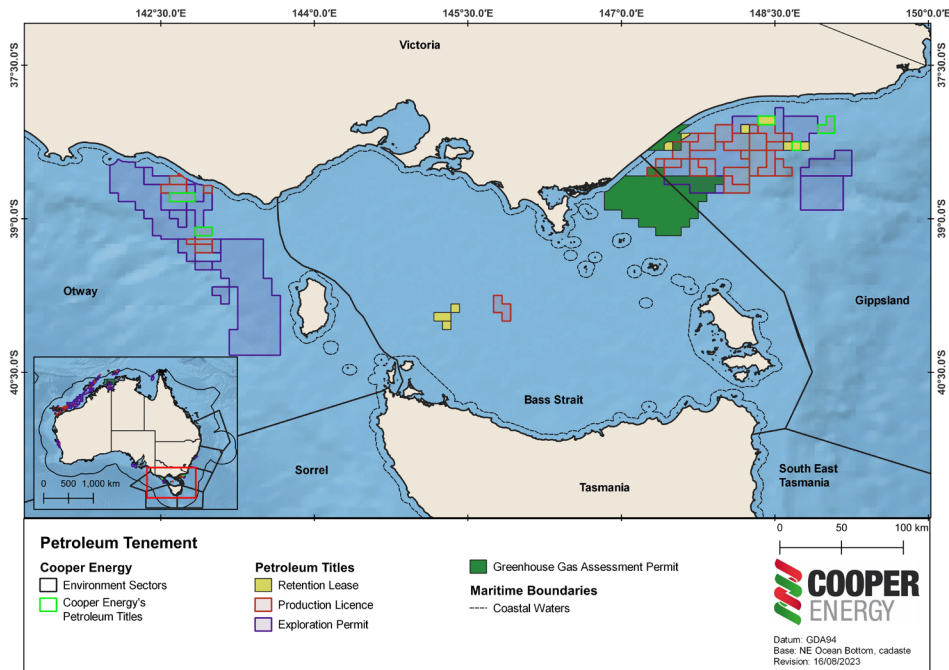 142°30.0'E 144°0.0'E 145°30.0'E 147°0.0'E 148°30.0'E 150°0.0'E
Victoria
37°30.0'S
37°30.0'S
39°0.0'S
39°0.0'S
Otway
Gippsland
40°30.0'S
40°30.0'S
Bass Strait
Sorrel
Tasmania
South East
Tasmania
0 500 1,000 km
0 50 100 km
Petroleum Tenement
Cooper Energy
Environment Sectors
Cooper Energy's
Petroleum Titles
Petroleum Titles
Retention Lease
Production Licence
Exploration Permit
Greenhouse Gas Assessment Permit
Maritime Boundaries
Coastal Waters
COOPER
ENERGY
Datum: GDA94
Base: NE Ocean Bottom, cadaste
Revision: 16/08/2023